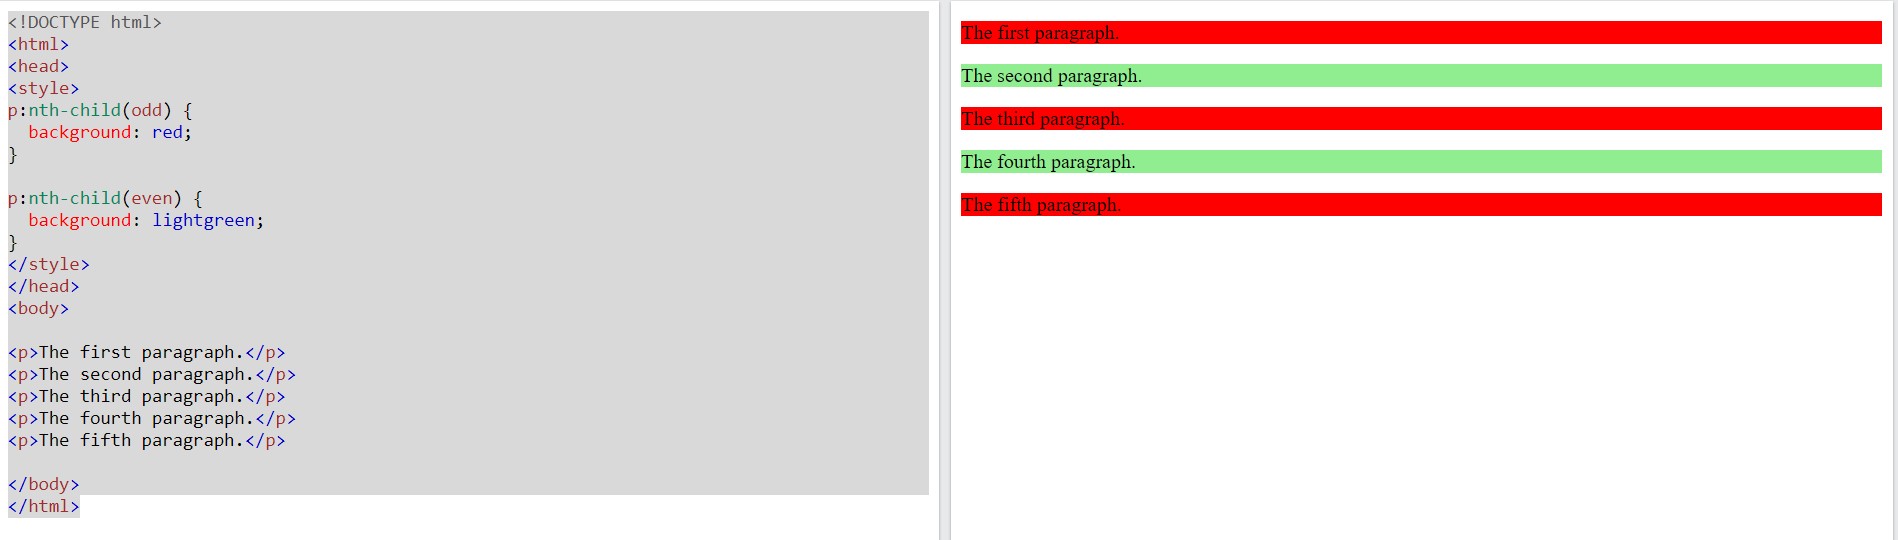 <!DOCTYPE html>
<html>
<head>
<style>
p:nth-child(odd) {
  background: red;
}

p:nth-child(even) {
  background: lightgreen;
}
</style>
</head>
<body>

<p>The first paragraph.</p>
<p>The second paragraph.</p>
<p>The third paragraph.</p>
<p>The fourth paragraph.</p>
<p>The fifth paragraph.</p>

</body>
</html>
The first paragraph.
The second paragraph.
The third paragraph.
The fourth paragraph.
The fifth paragraph.